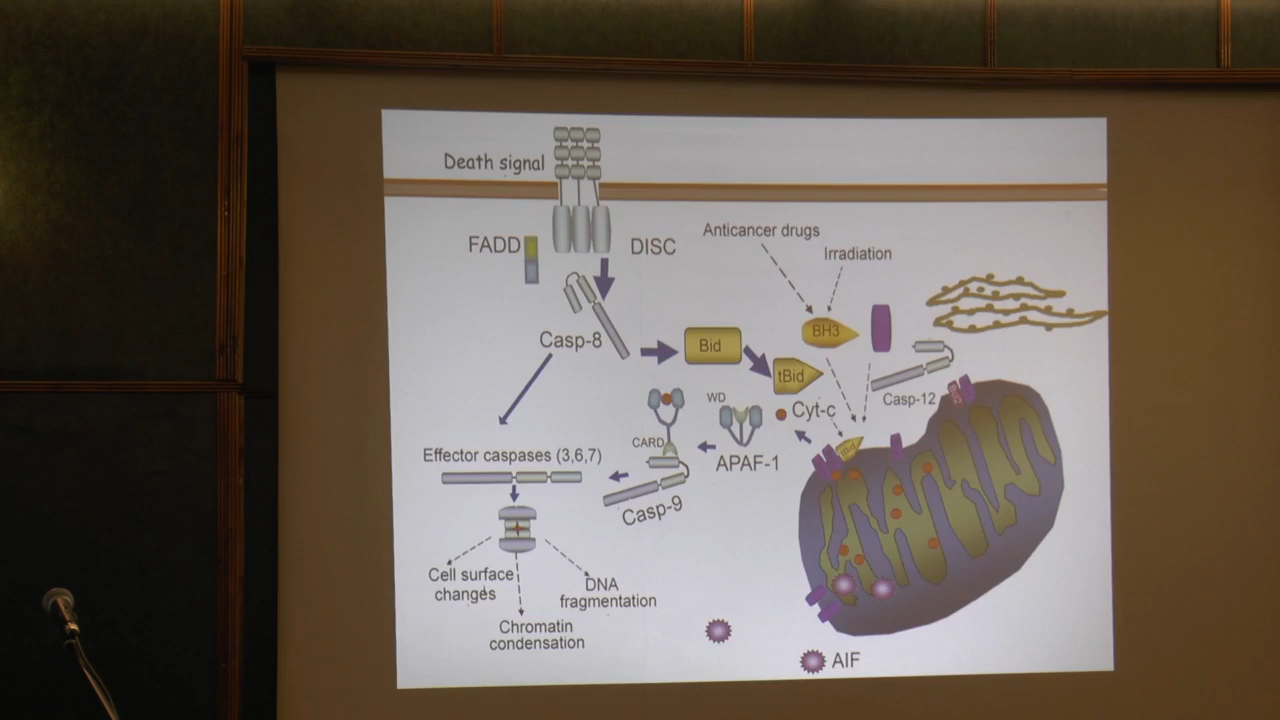 Death signal
FADD
DISC
Anticancer drugs
Irradiation
Casp-8
Bid
BH3
tBid
Casp-12
WD
Cyt-c
CARD
APAF-1
Effector caspases (3,6,7)
Casp-9
Cell surface
changes
DNA
fragmentation
Chromatin
condensation
AIF